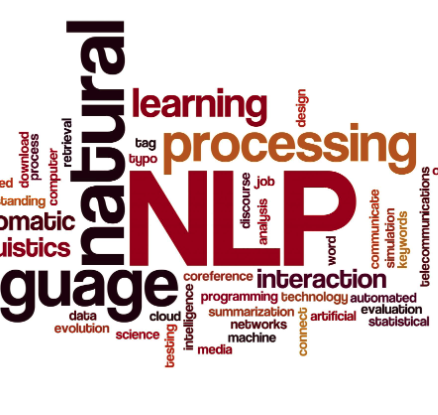 natural
learning
design
processing
tag
typo
retrieval
download
process
computer
ed
standing
omatic
uistics
NLP
discourse
job
analysis
word
communicate
simulation
keywords
telecommunications
guage
coreference
interaction
data
evolution
cloud
science
testing
intelligence
media
programming
technology
automated
summarization
networks
machine
connect
artificial
evaluation
statistical